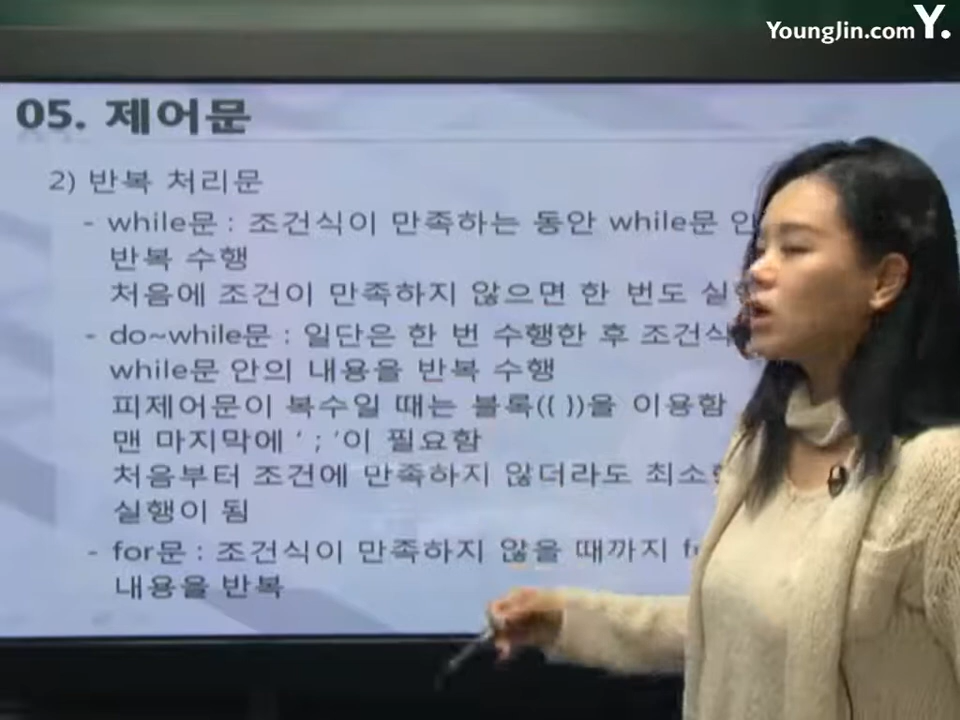 YoungJin.com Y.
05. 제어문
2) 반복 처리문
- while문 : 조건식이 만족하는 동안 while문
반복 수행
처음에 조건이 만족하지 않으면 한 번도
- do~while문 : 일단은 한 번 수행한 후 조건식
while문 안의 내용을 반복 수행
피제어문이 복수일 때는 블록({ })을 이용함
맨 마지막에 ‘ ; ’이 필요함
처음부터 조건에 만족하지 않더라도
실행이 됨
- for문 : 조건식이 만족하지 않을 때까지
내용을 반복